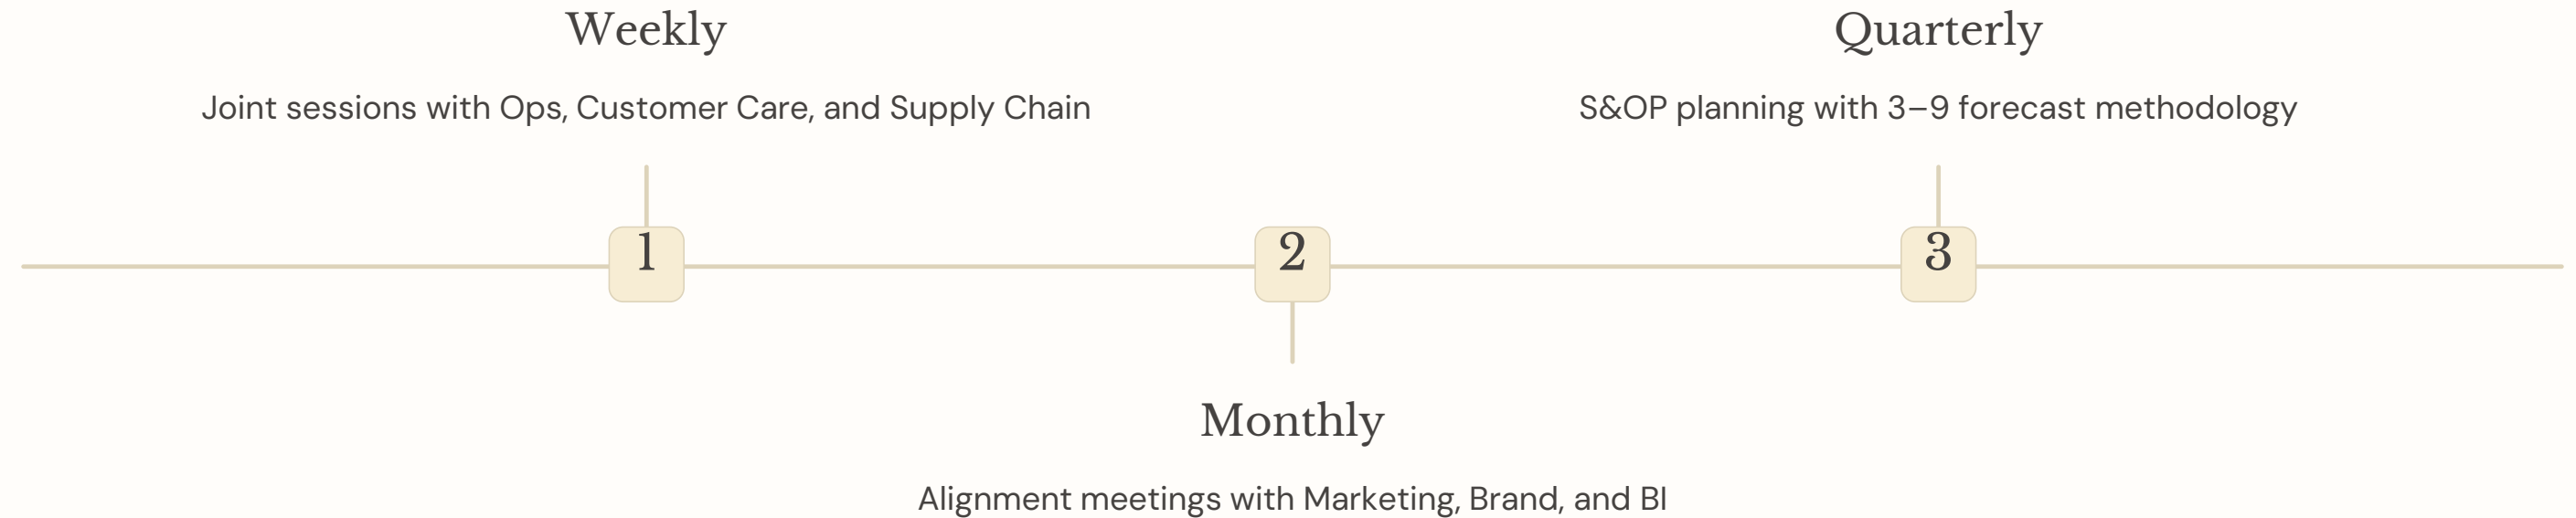 Weekly
Joint sessions with Ops, Customer Care, and Supply Chain
Quarterly
S&OP planning with 3–9 forecast methodology
1
2
3
Monthly
Alignment meetings with Marketing, Brand, and BI